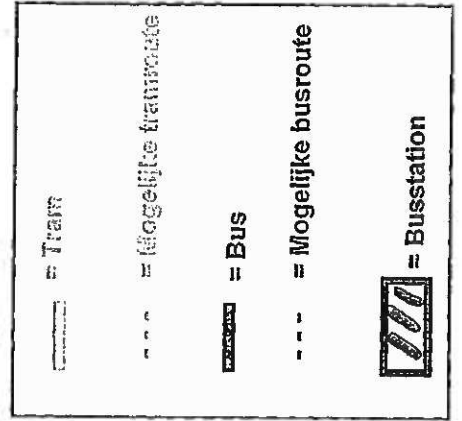 = Tram
= Mogelijke tramroute
= Bus
= Mogelijke busroute
= Busstation